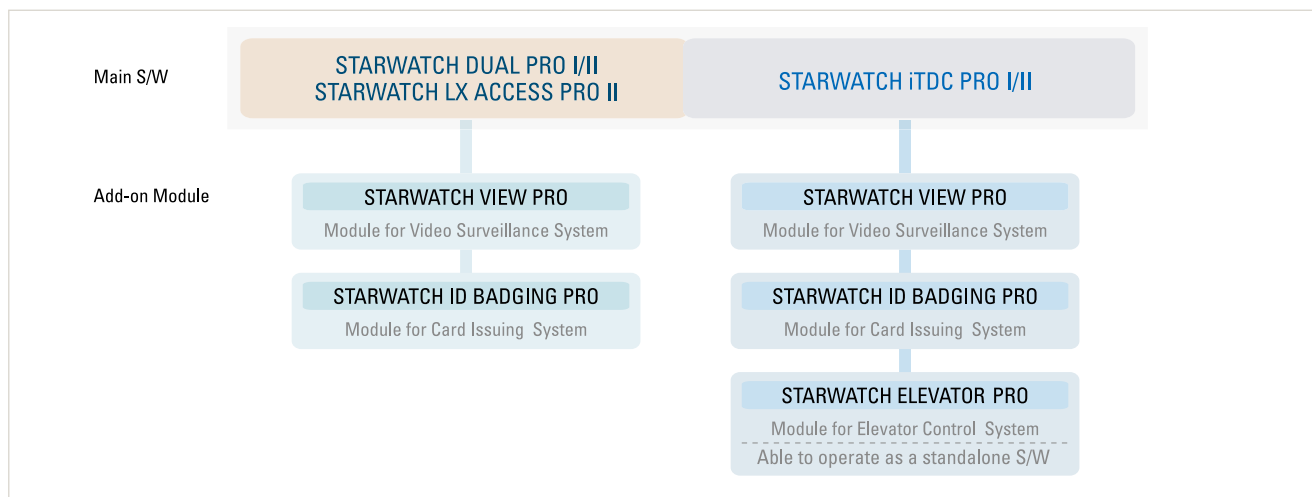 Main S/W
STARWATCH DUAL PRO I/II
STARWATCH LX ACCESS PRO II
STARWATCH iTDC PRO I/II
Add-on Module
STARWATCH VIEW PRO
Module for Video Surveillance System
STARWATCH ID BADGING PRO
Module for Card Issuing System
STARWATCH VIEW PRO
Module for Video Surveillance System
STARWATCH ID BADGING PRO
Module for Card Issuing System
STARWATCH ELEVATOR PRO
Module for Elevator Control System
Able to operate as a standalone S/W